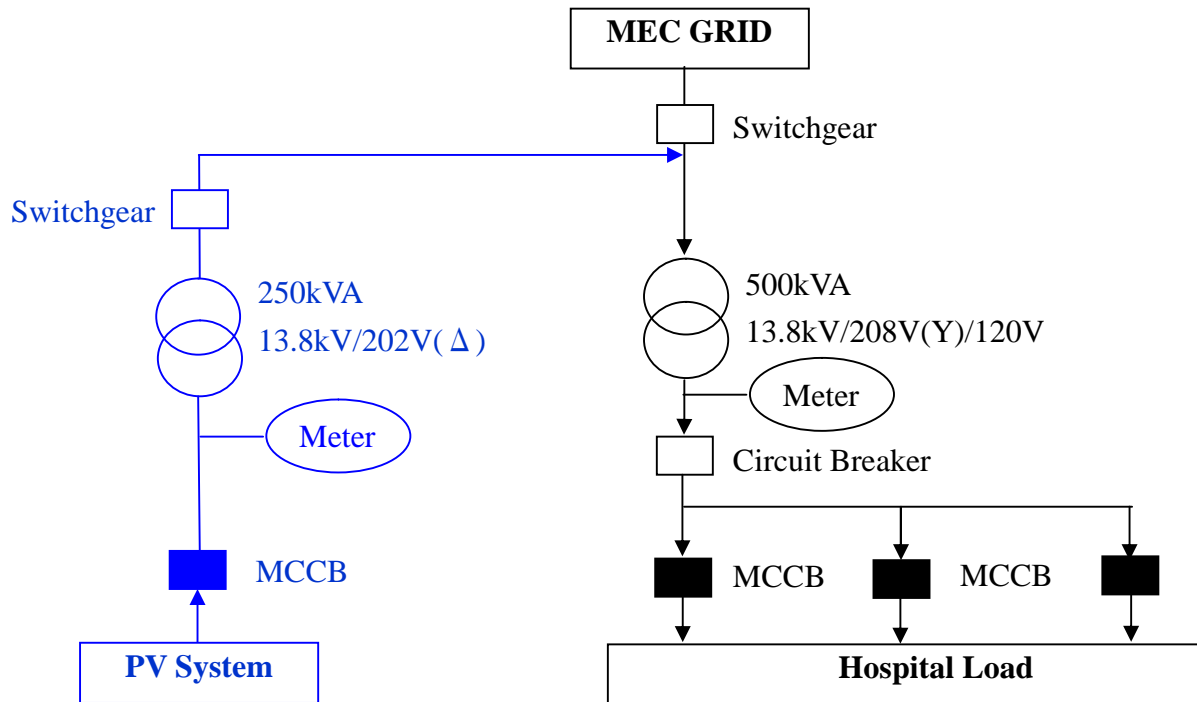 MEC GRID
Switchgear
Switchgear
250kVA
13.8kV/202V(Δ)
500kVA
13.8kV/208V(Y)/120V
Meter
Meter
Circuit Breaker
MCCB
MCCB
MCCB
PV System
Hospital Load